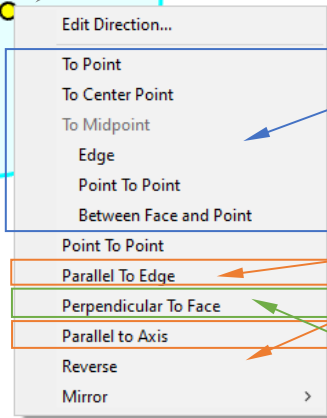 Edit Direction...
To Point
To Center Point
To Midpoint
Edge
Point To Point
Between Face and Point
Point To Point
Parallel To Edge
Perpendicular To Face
Parallel to Axis
Reverse
Mirror